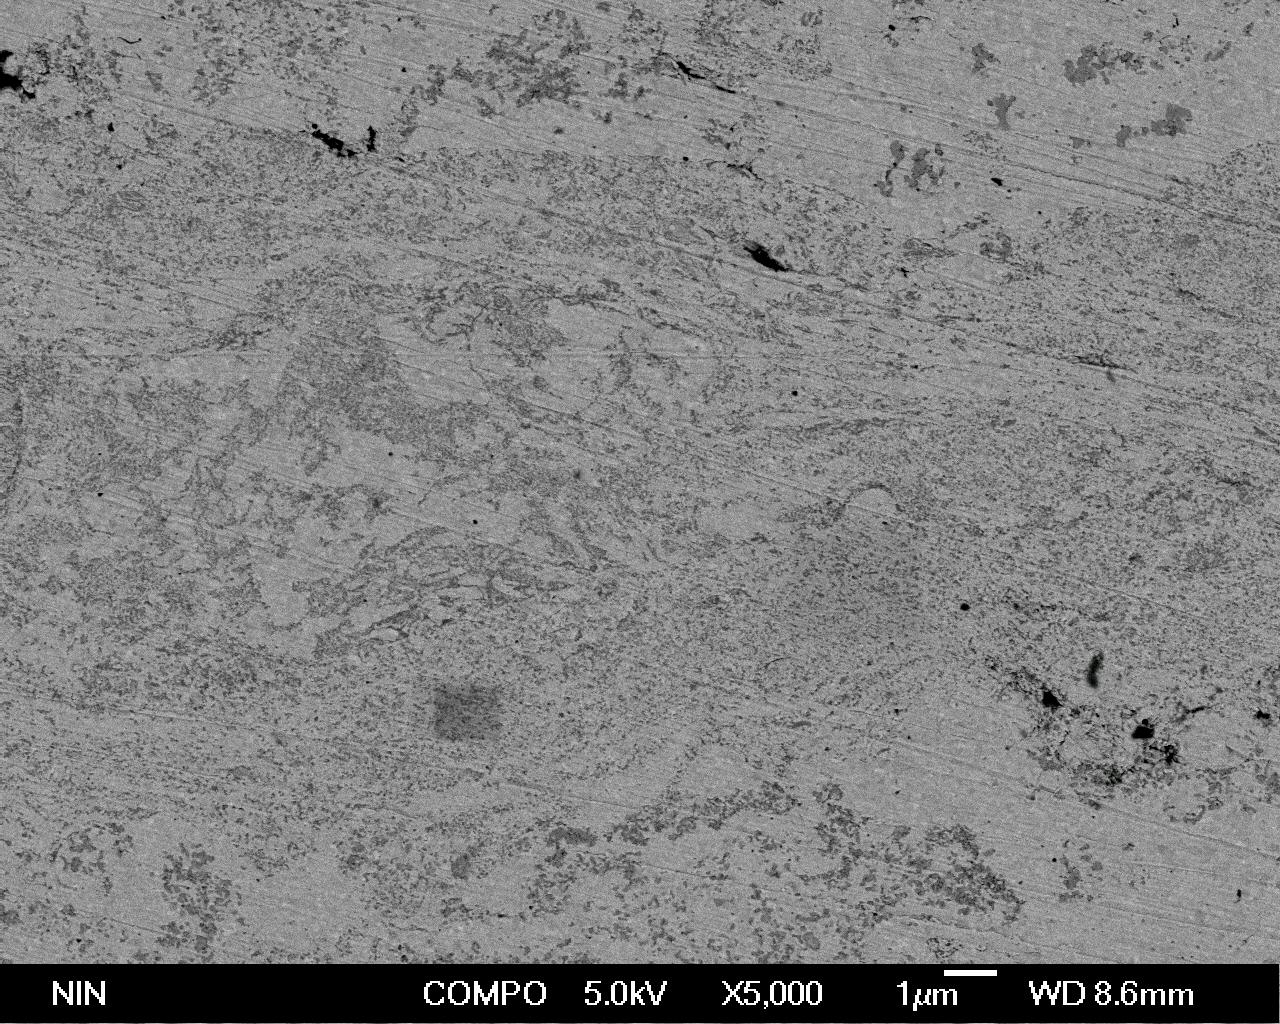 NIN COMPO 5.0kV X5,000 1μm WD 8.6mm